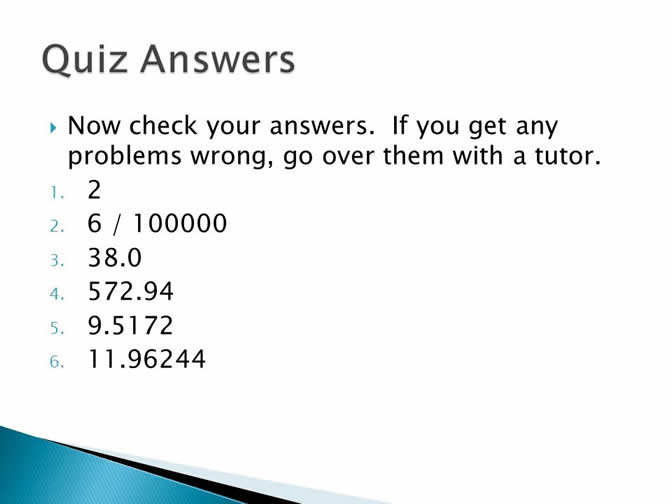 Quiz Answers
Now check your answers.  If you get any
problems wrong, go over them with a tutor.
1. 2
2. 6 / 100000
3. 38.0
4. 572.94
5. 9.5172
6. 11.96244